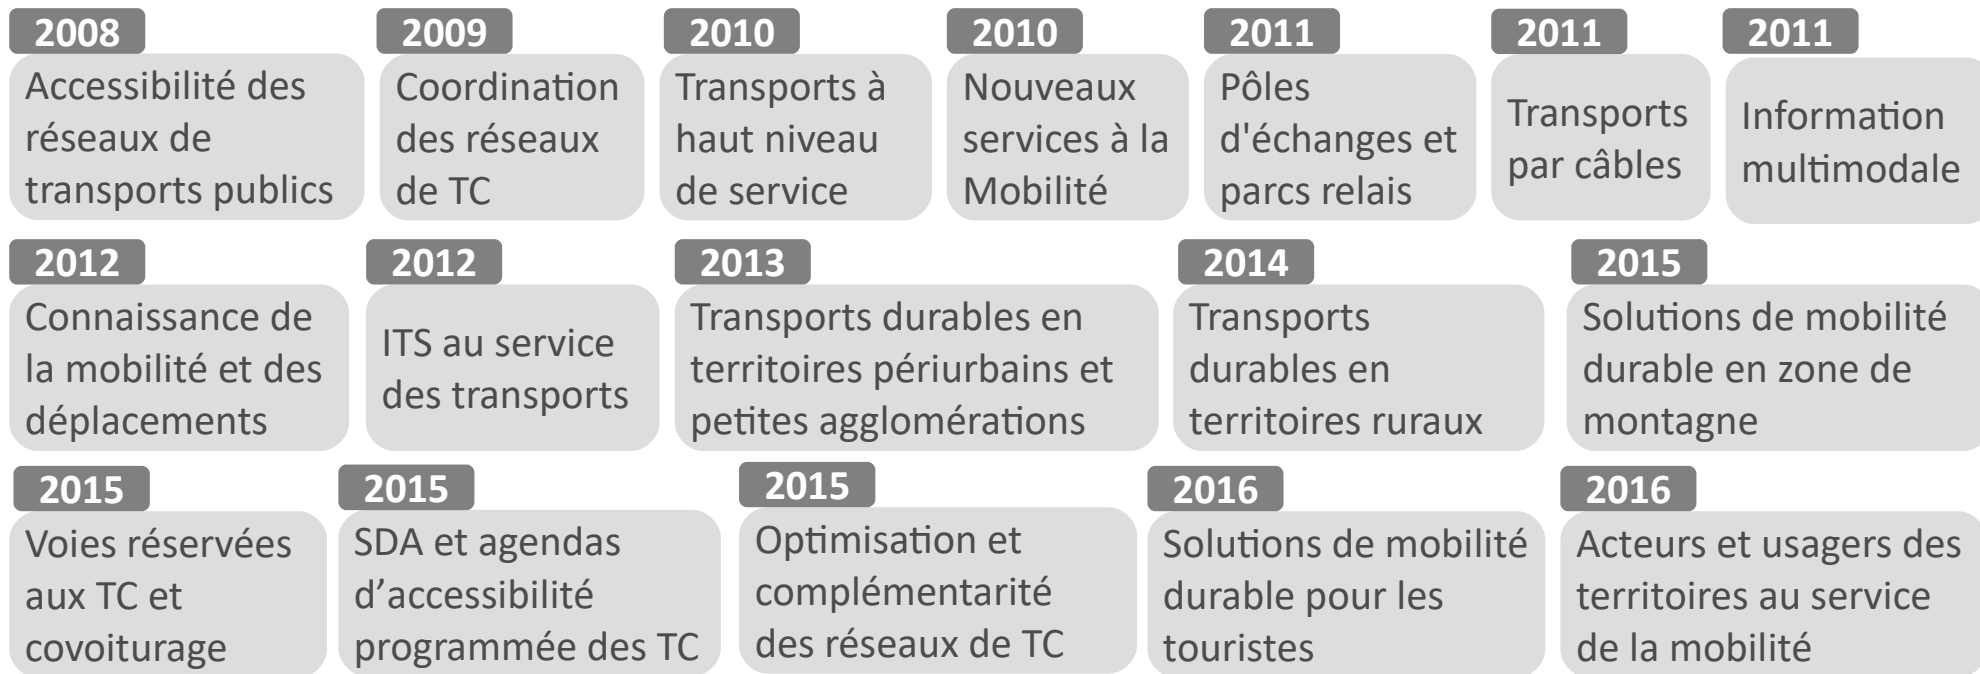 2008
Accessibilité des
réseaux de
transports publics
2009
Coordination
des réseaux
de TC
2010
Transports à
haut niveau
de service
2010
Nouveaux
services à la
Mobilité
2011
Pôles
d'échanges et
parcs relais
2011
Transports
par câbles
2011
Information
multimodale
2012
Connaissance de
la mobilité et des
déplacements
2012
ITS au service
des transports
2013
Transports durables en
territoires périurbains et
petites agglomérations
2014
Transports
durables en
territoires ruraux
2015
Solutions de mobilité
durable en zone de
montagne
2015
Voies réservées
aux TC et
covoiturage
2015
SDA et agendas
d’accessibilité
programmée des TC
2015
Optimisation et
complémentarité
des réseaux de TC
2016
Solutions de mobilité
durable pour les
touristes
2016
Acteurs et usagers des
territoires au service
de la mobilité